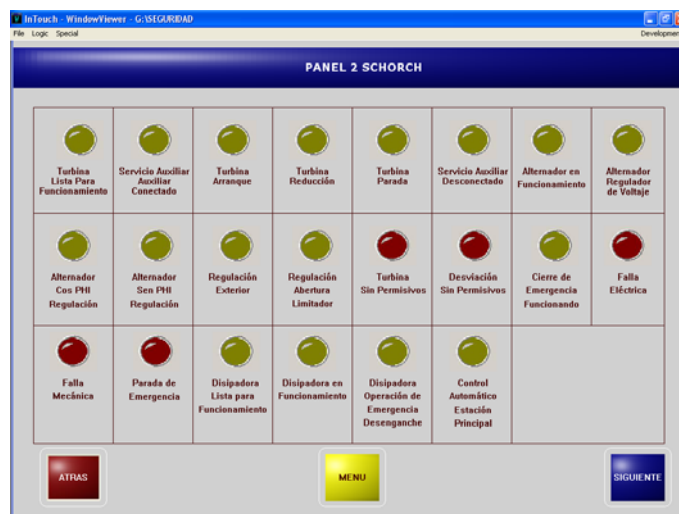 InTouch - WindowViewer - G:\SEGURIDAD
File Logic Special
Developmen
PANEL 2 SCHORCH
Turbina
Lista Para
Funcionamiento
Servicio Auxiliar
Auxiliar
Conectado
Turbina
Arranque
Turbina
Reducción
Turbina
Parada
Servicio Auxiliar
Desconectado
Alternador en
Funcionamiento
Alternador
Regulador
de Voltaje
Alternador
Cos PHI
Regulación
Alternador
Sen PHI
Regulación
Regulación
Exterior
Regulación
Abertura
Limitador
Turbina
Sin Permisivos
Desviación
Sin Permisivos
Cierre de
Emergencia
Funcionando
Falla
Eléctrica
Falla
Mecánica
Parada de
Emergencia
Disipadora
Lista para
Funcionamiento
Disipadora en
Funcionamiento
Disipadora
Operación de
Emergencia
Desenganche
Control
Automático
Estación
Principal
ATRAS
MENU
SIGUIENTE